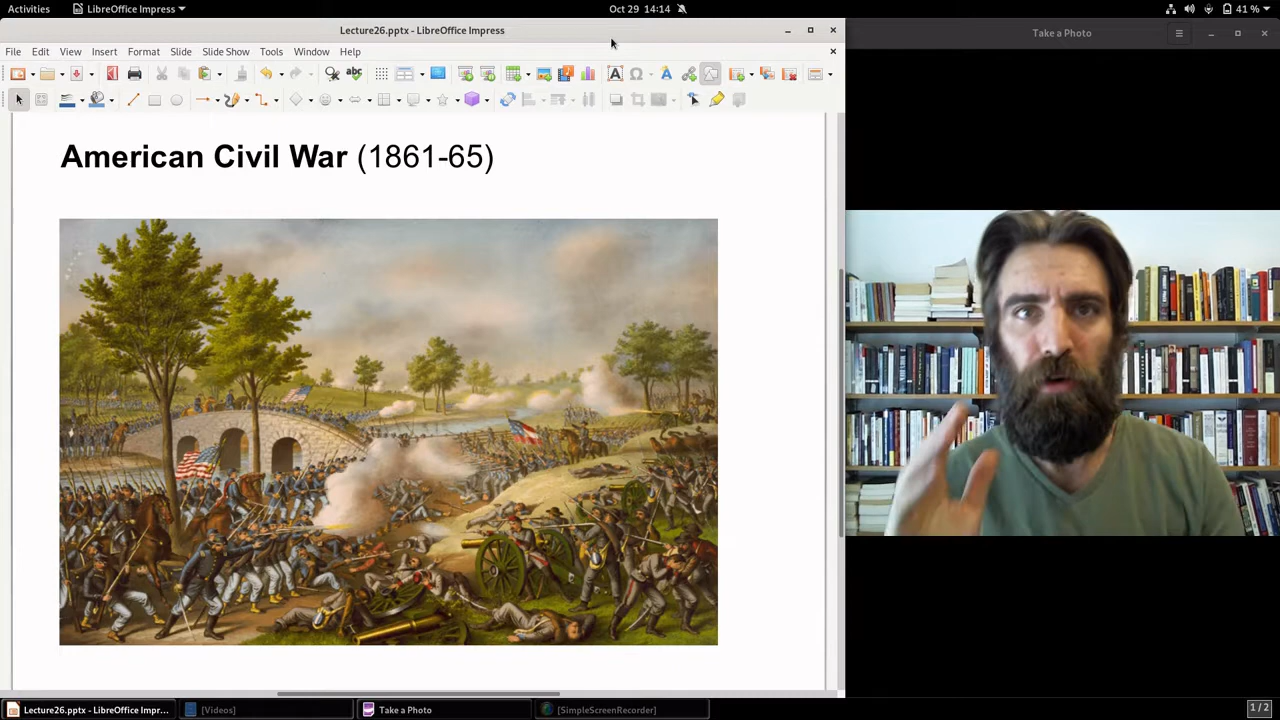 Activities LibreOffice Impress Oct 29 14:14 41 %
Lecture26.pptx - LibreOffice Impress
Take a Photo
File Edit View Insert Format Slide Slide Show Tools Window Help
American Civil War (1861-65)
Lecture26.pptx - LibreOffice Impr... [Videos] Take a Photo [SimpleScreenRecorder] 1 / 2